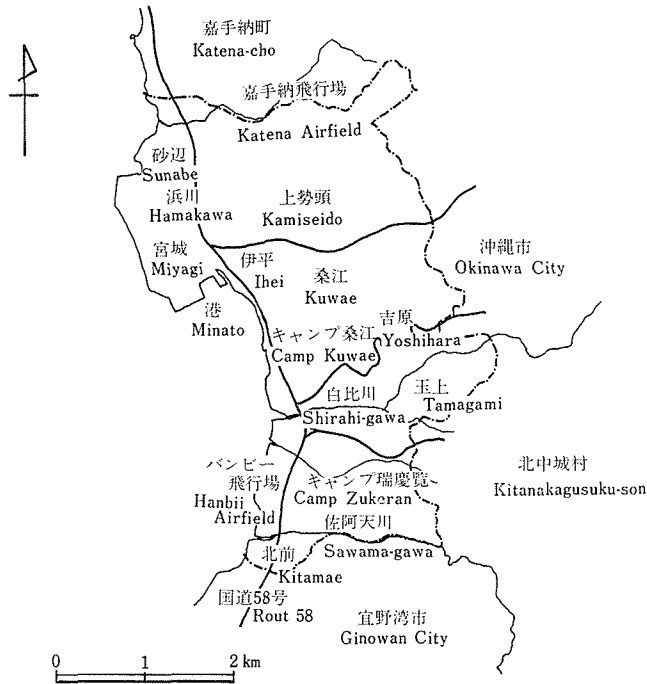 嘉手納町
Katena-cho
嘉手納飛行場
Katena Airfield
砂辺
Sunabe
浜川
Hamakawa
上勢頭
Kamiseido
宮城
Miyagi
伊平
Ihei
桑江
Kuwae
沖縄市
Okinawa City
港
Minato
吉原
Yoshihara
キャンプ桑江
Camp Kuwae
白比川
Shirahi-gawa
玉上
Tamagami
バンビー
飛行場
Hanbii
Airfield
キャンプ瑞慶覧
Camp Zukeran
北中城村
Kitanakagusuku-son
佐阿天川
Sawama-gawa
北前
Kitamae
国道58号
Rout 58
宜野湾市
Ginowan City
0 1 2 km